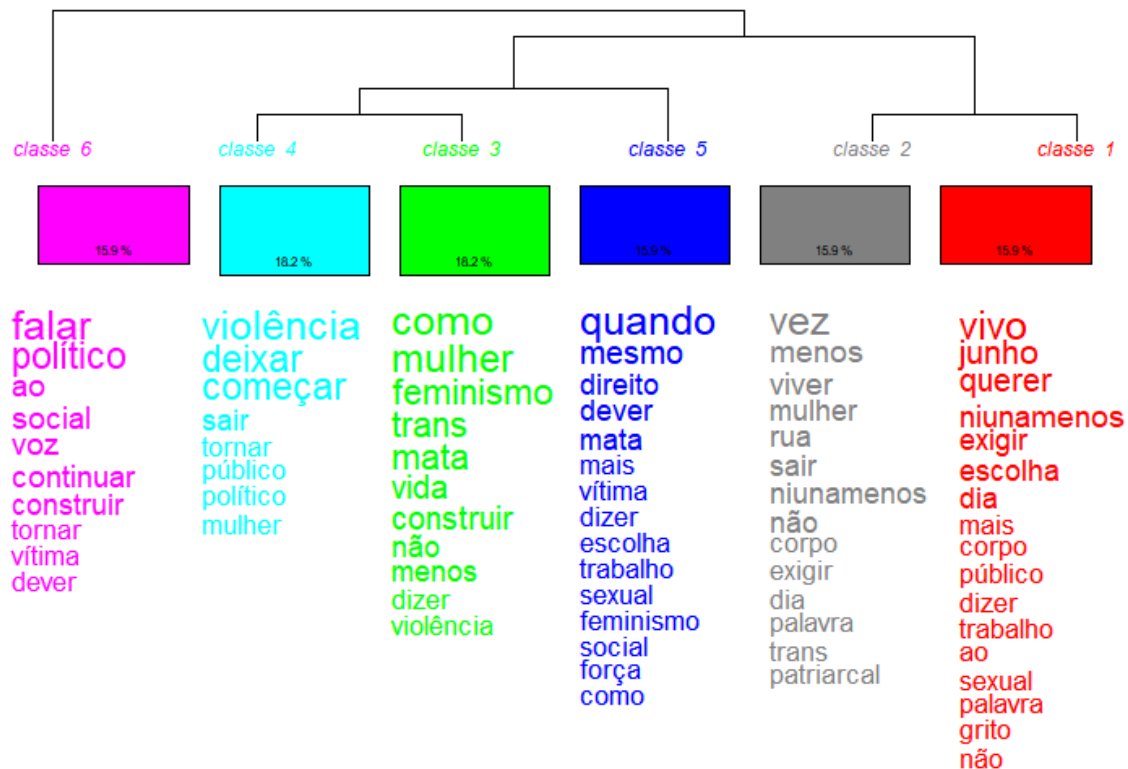 classe 6
classe 4
classe 3
classe 5
classe 2
classe 1
15.9 %
18.2 %
18.2 %
15.9 %
15.9 %
15.9 %
falar
político
ao
social
voz
continuar
construir
tornar
vítima
dever
violência
deixar
começar
sair
tornar
público
político
mulher
como
mulher
feminismo
trans
mata
vida
construir
não
menos
dizer
violência
quando
mesmo
direito
dever
mata
mais
vítima
dizer
escolha
trabalho
sexual
feminismo
social
força
como
vez
menos
viver
mulher
rua
sair
niunamenos
não
corpo
exigir
dia
palavra
trans
patriarcal
vivo
junho
querer
niunamenos
exigir
escolha
dia
mais
corpo
público
dizer
trabalho
ao
sexual
palavra
grito
não